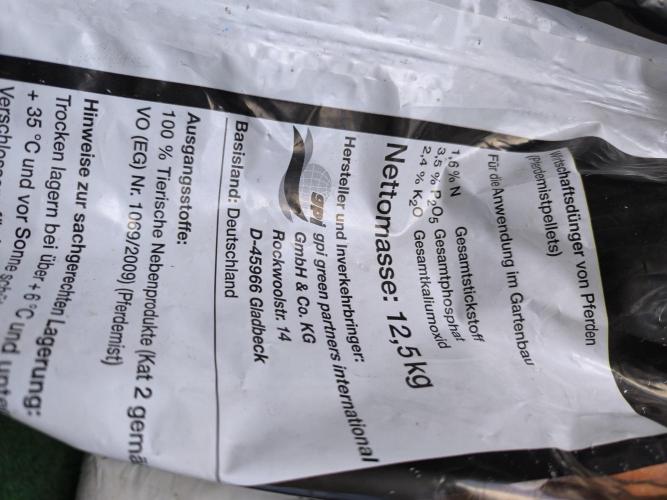 Wirtschaftsdünger von Pferden
(Pferdemistpellets)
Für die Anwendung im Gartenbau
1,6 % N Gesamtstickstoff
3,5 % P₂O₅ Gesamtphosphat
2,4 % K₂O Gesamtkaliumoxid
Nettomasse: 12,5 kg
Hersteller und Inverkehrbringer:
gpi
gpi green partners international
GmbH & Co. KG
Rockwoolstr. 14
D-45966 Gladbeck
Basisland: Deutschland
Ausgangsstoffe:
100 % Tierische Nebenprodukte (Kat 2 gemä
VO (EG) Nr. 1069/2009) (Pferdemist)
Hinweise zur sachgerechten Lagerung:
Trocken lagern bei über + 6 °C und unter
+ 35 °C und vor Sonne